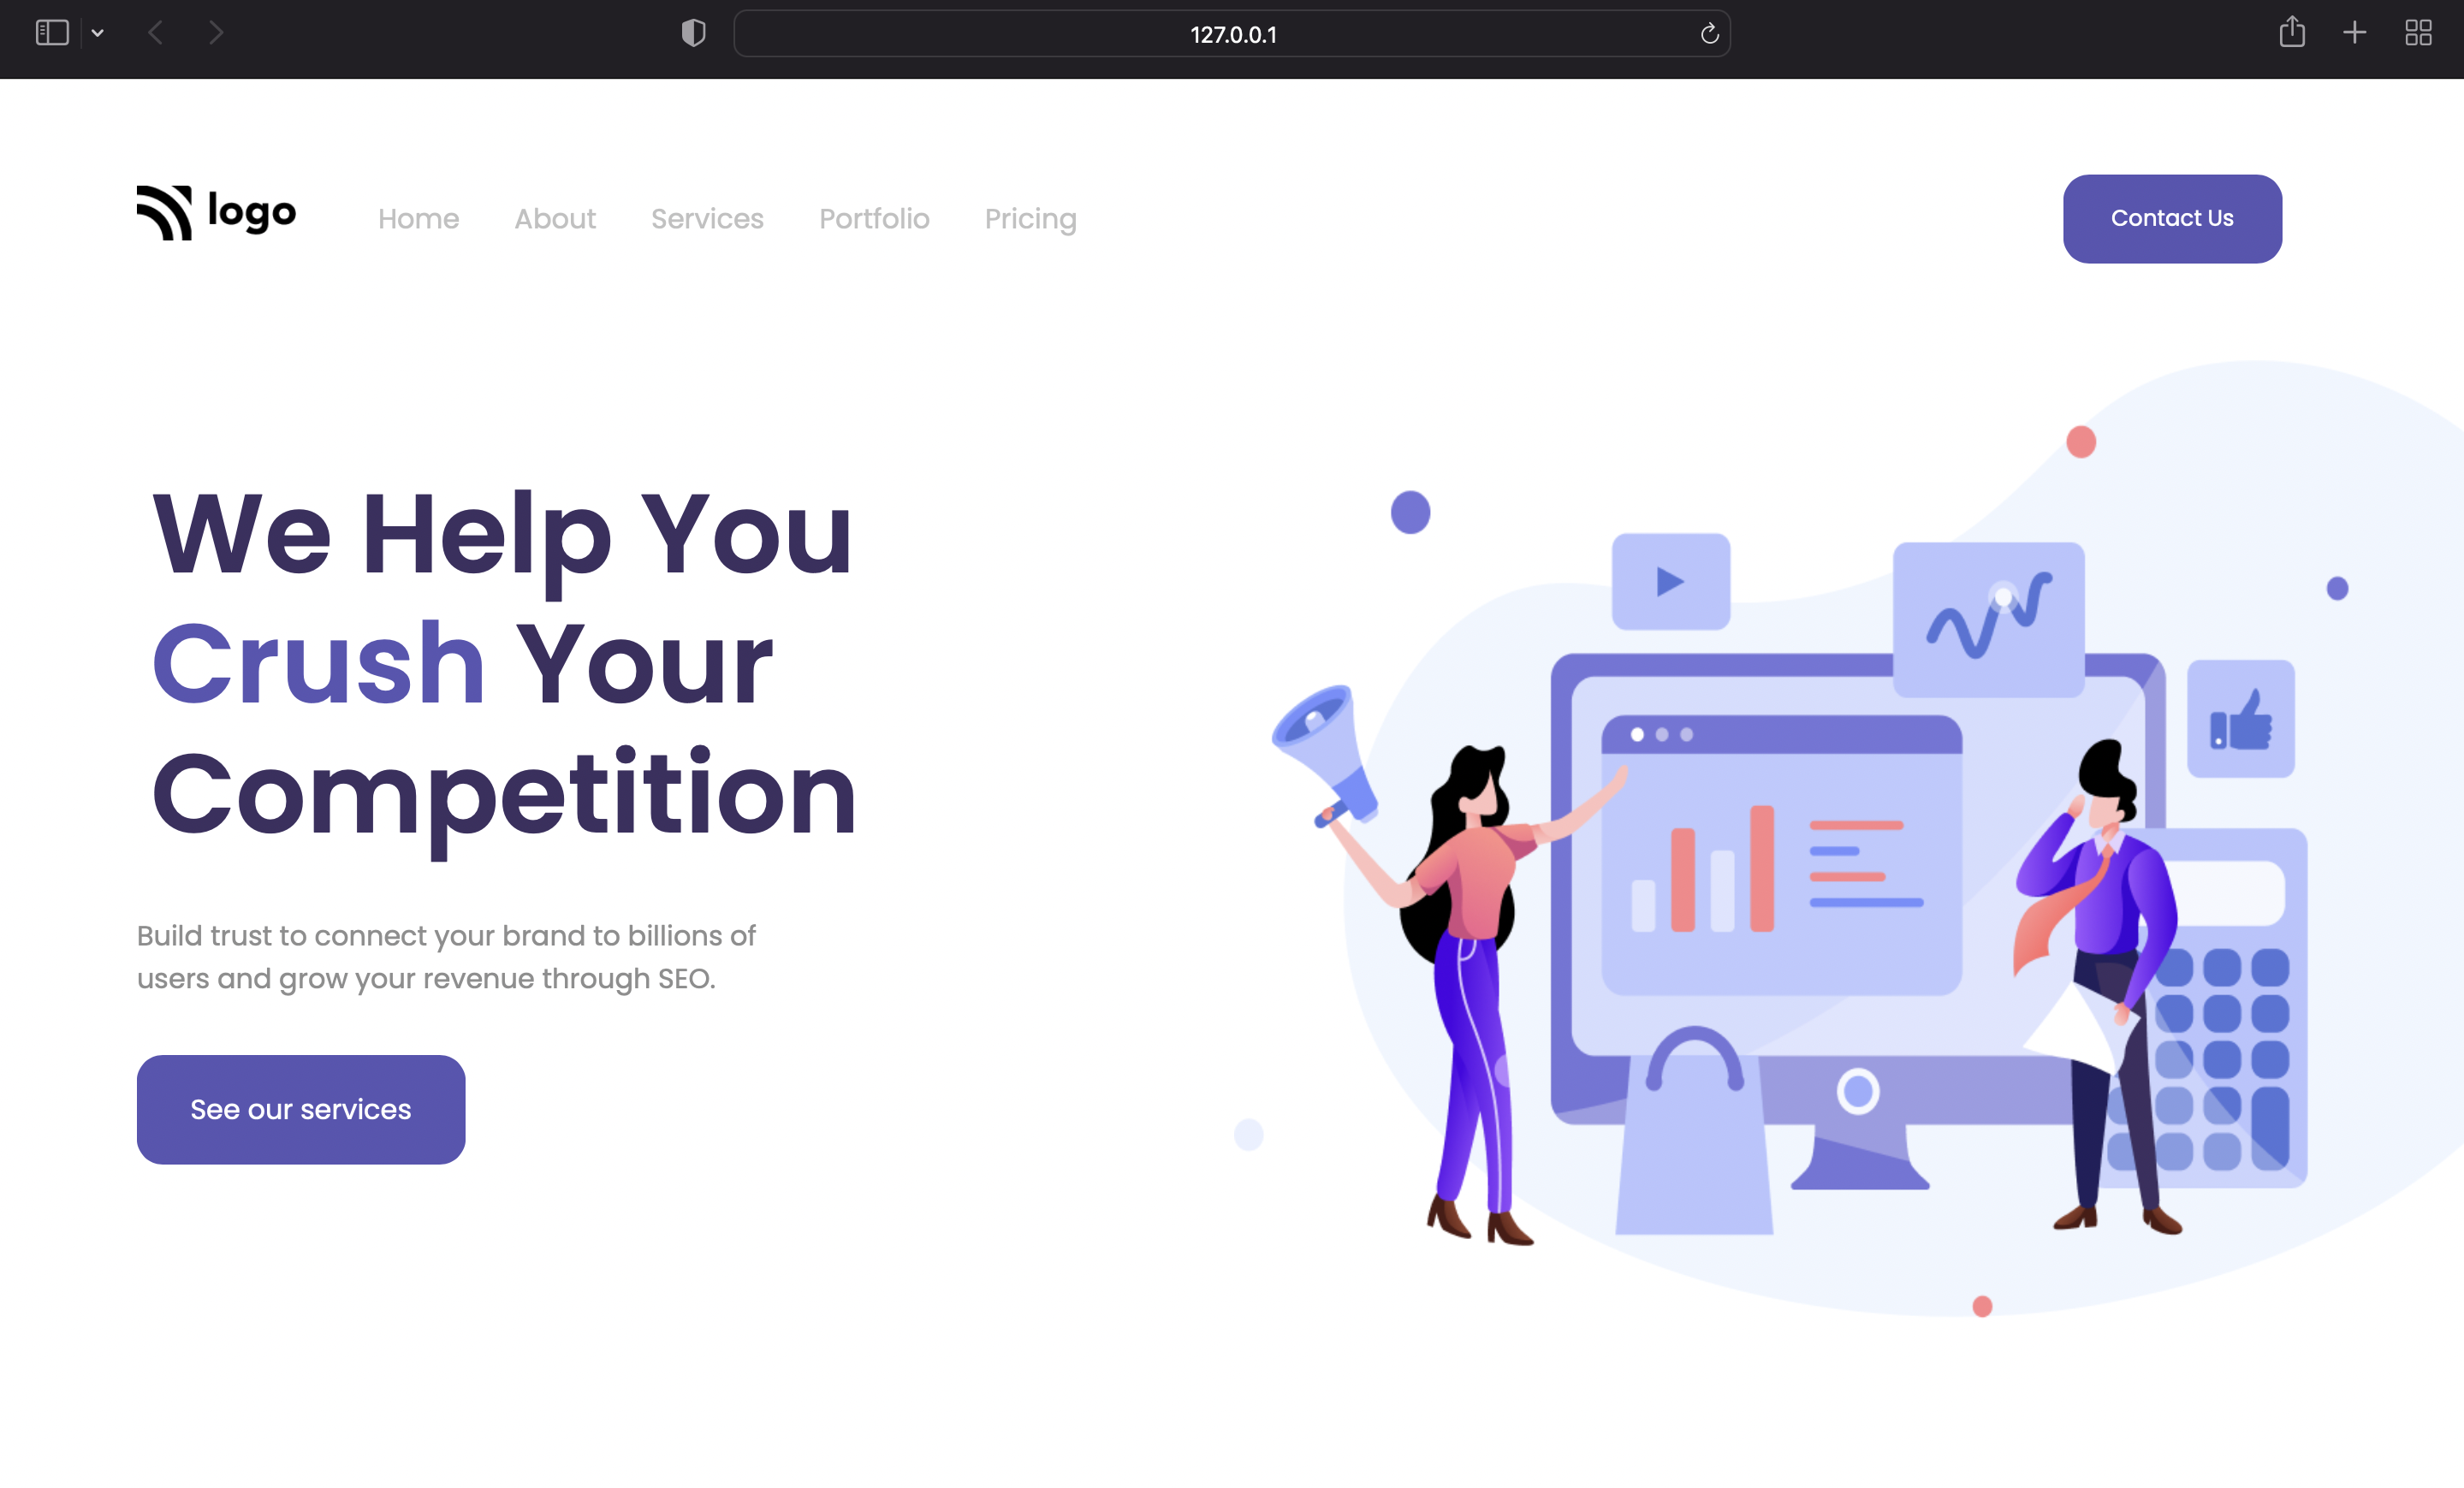 127.0.0.1
logo Home About Services Portfolio Pricing Contact Us
We Help You
Crush Your
Competition
Build trust to connect your brand to billions of
users and grow your revenue through SEO.
See our services